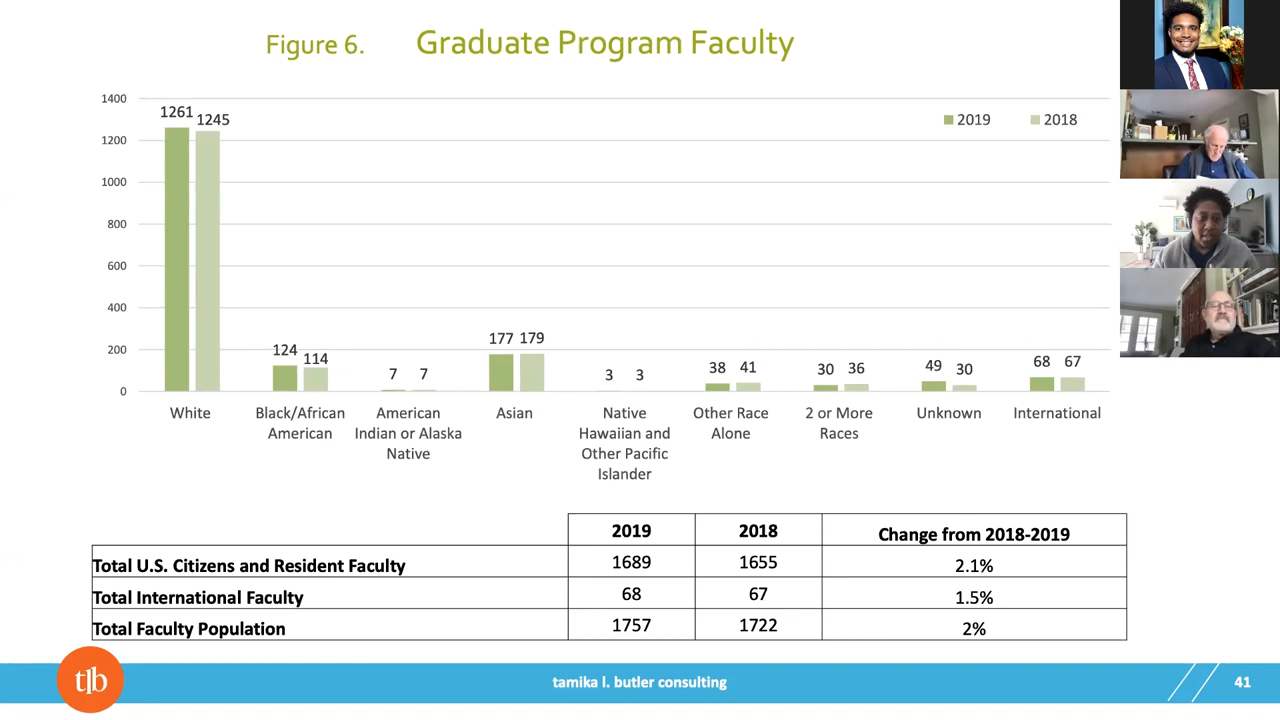 Figure 6. Graduate Program Faculty
1400
1200
1000
800
600
400
200
0
2019 2018
1261 1245
124 114
7 7
177 179
3 3
38 41
30 36
49 30
68 67
White
Black/African
American
American
Indian or Alaska
Native
Asian
Native
Hawaiian and
Other Pacific
Islander
Other Race
Alone
2 or More
Races
Unknown
International
2019 2018 Change from 2018-2019
Total U.S. Citizens and Resident Faculty 1689 1655 2.1%
Total International Faculty 68 67 1.5%
Total Faculty Population 1757 1722 2%
tlb
tamika l. butler consulting
41